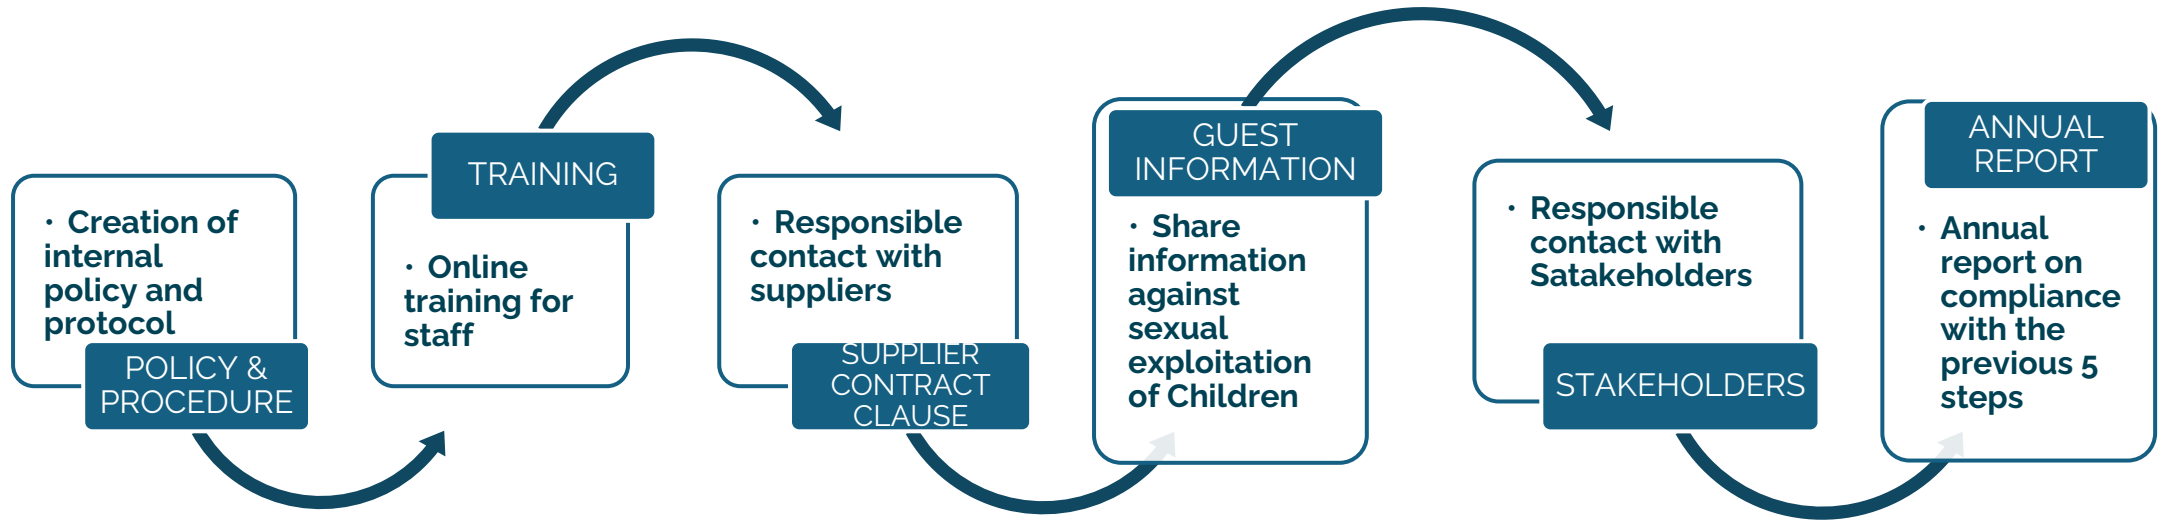 · Creation of
internal
policy and
protocol
POLICY &
PROCEDURE
TRAINING
· Online
training for
staff
· Responsible
contact with
suppliers
SUPPLIER
CONTRACT
CLAUSE
GUEST
INFORMATION
· Share
information
against
sexual
exploitation
of Children
· Responsible
contact with
Satakeholders
STAKEHOLDERS
ANNUAL
REPORT
· Annual
report on
compliance
with the
previous 5
steps